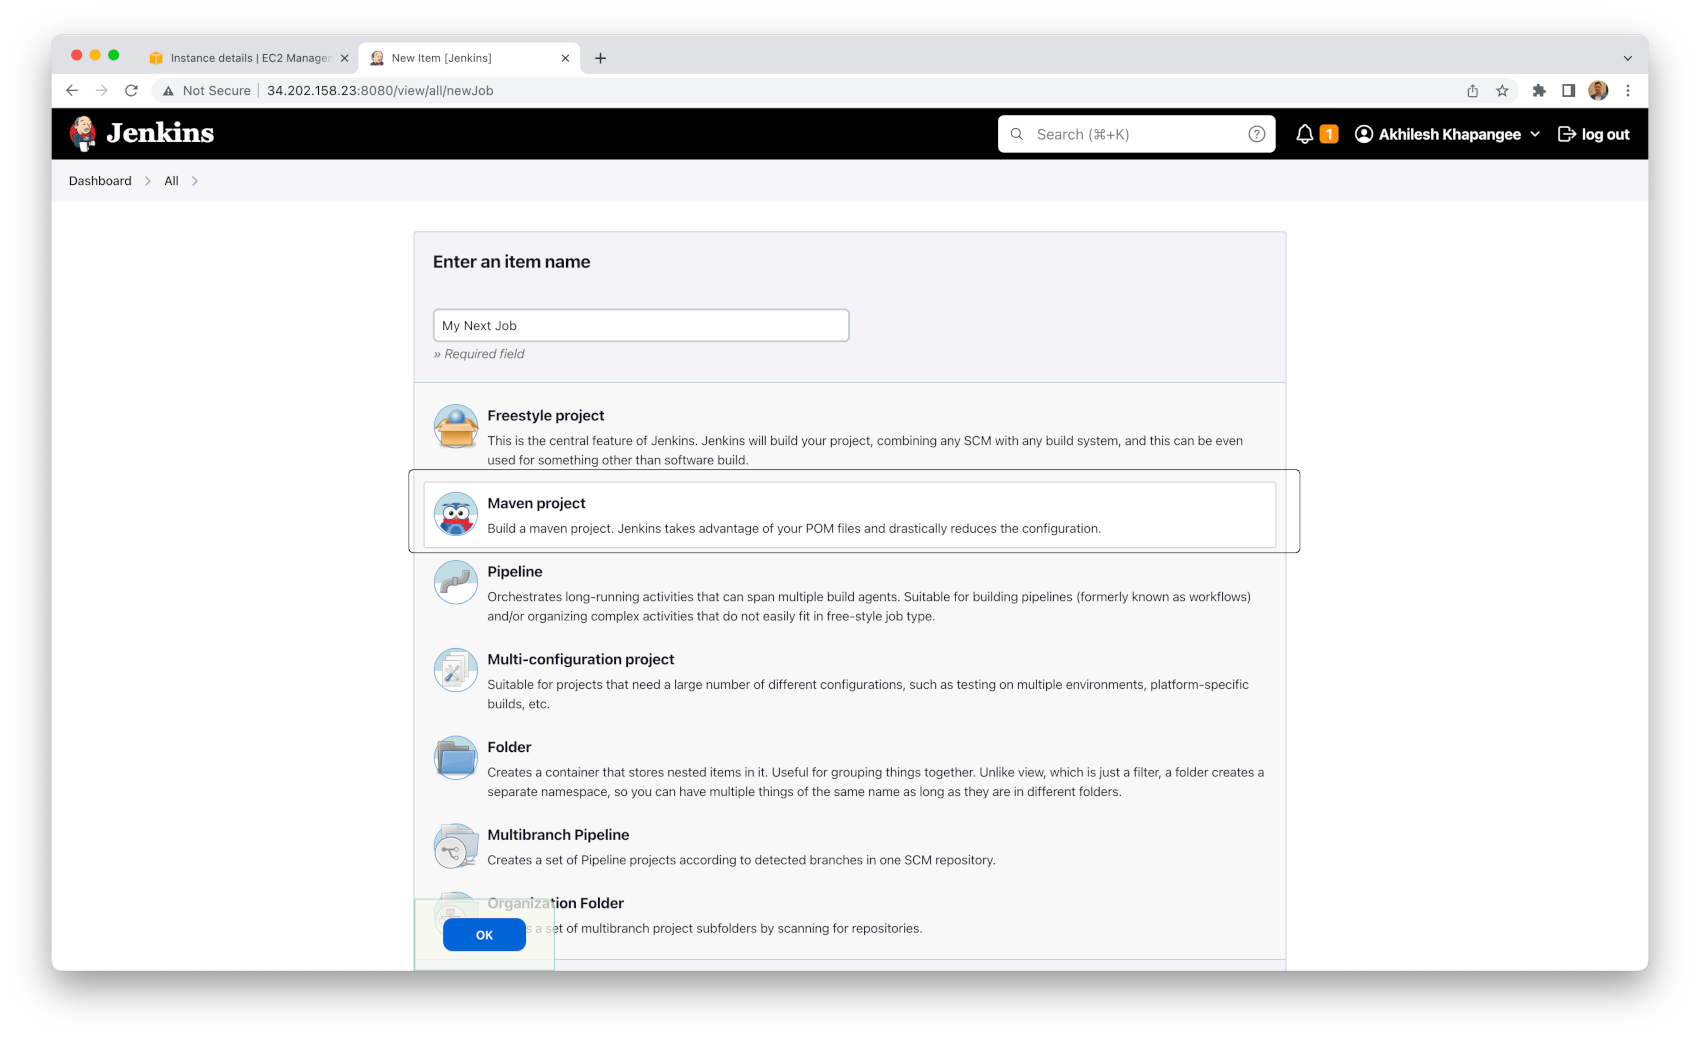 Instance details | EC2 Manager
New Item [Jenkins]
Not Secure
34.202.158.23:8080/view/all/newJob
Jenkins
Search (⌘+K)
?
1
Akhilesh Khapangee
log out
Dashboard
All
Enter an item name
My Next Job
» Required field
Freestyle project
This is the central feature of Jenkins. Jenkins will build your project, combining any SCM with any build system, and this can be even
used for something other than software build.
Maven project
Build a maven project. Jenkins takes advantage of your POM files and drastically reduces the configuration.
Pipeline
Orchestrates long-running activities that can span multiple build agents. Suitable for building pipelines (formerly known as workflows)
and/or organizing complex activities that do not easily fit in free-style job type.
Multi-configuration project
Suitable for projects that need a large number of different configurations, such as testing on multiple environments, platform-specific
builds, etc.
Folder
Creates a container that stores nested items in it. Useful for grouping things together. Unlike view, which is just a filter, a folder creates a
separate namespace, so you can have multiple things of the same name as long as they are in different folders.
Multibranch Pipeline
Creates a set of Pipeline projects according to detected branches in one SCM repository.
Organization Folder
s a set of multibranch project subfolders by scanning for repositories.
OK